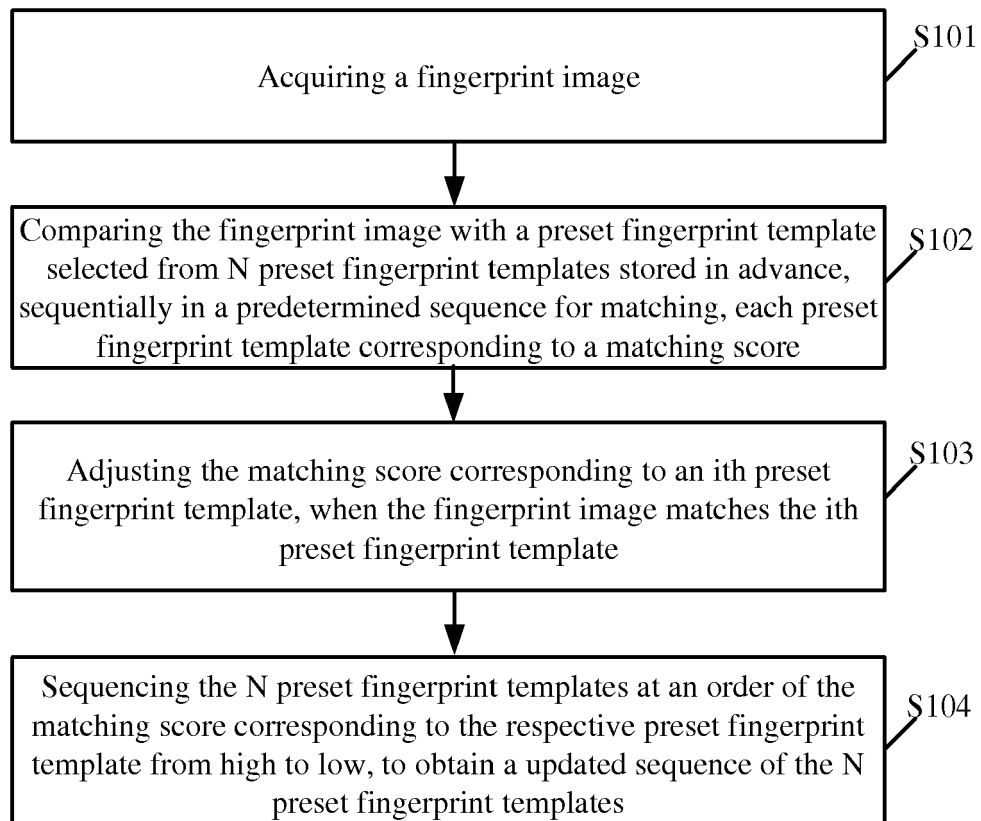 S101
Acquiring a fingerprint image
Comparing the fingerprint image with a preset fingerprint template
S102
selected from N preset fingerprint templates stored in advance,
sequentially in a predetermined sequence for matching, each preset
fingerprint template corresponding to a matching score
S103
Adjusting the matching score corresponding to an ith preset
fingerprint template, when the fingerprint image matches the ith
preset fingerprint template
Sequencing the N preset fingerprint templates at an order of the
S104
matching score corresponding to the respective preset fingerprint
template from high to low, to obtain a updated sequence of the N
preset fingerprint templates